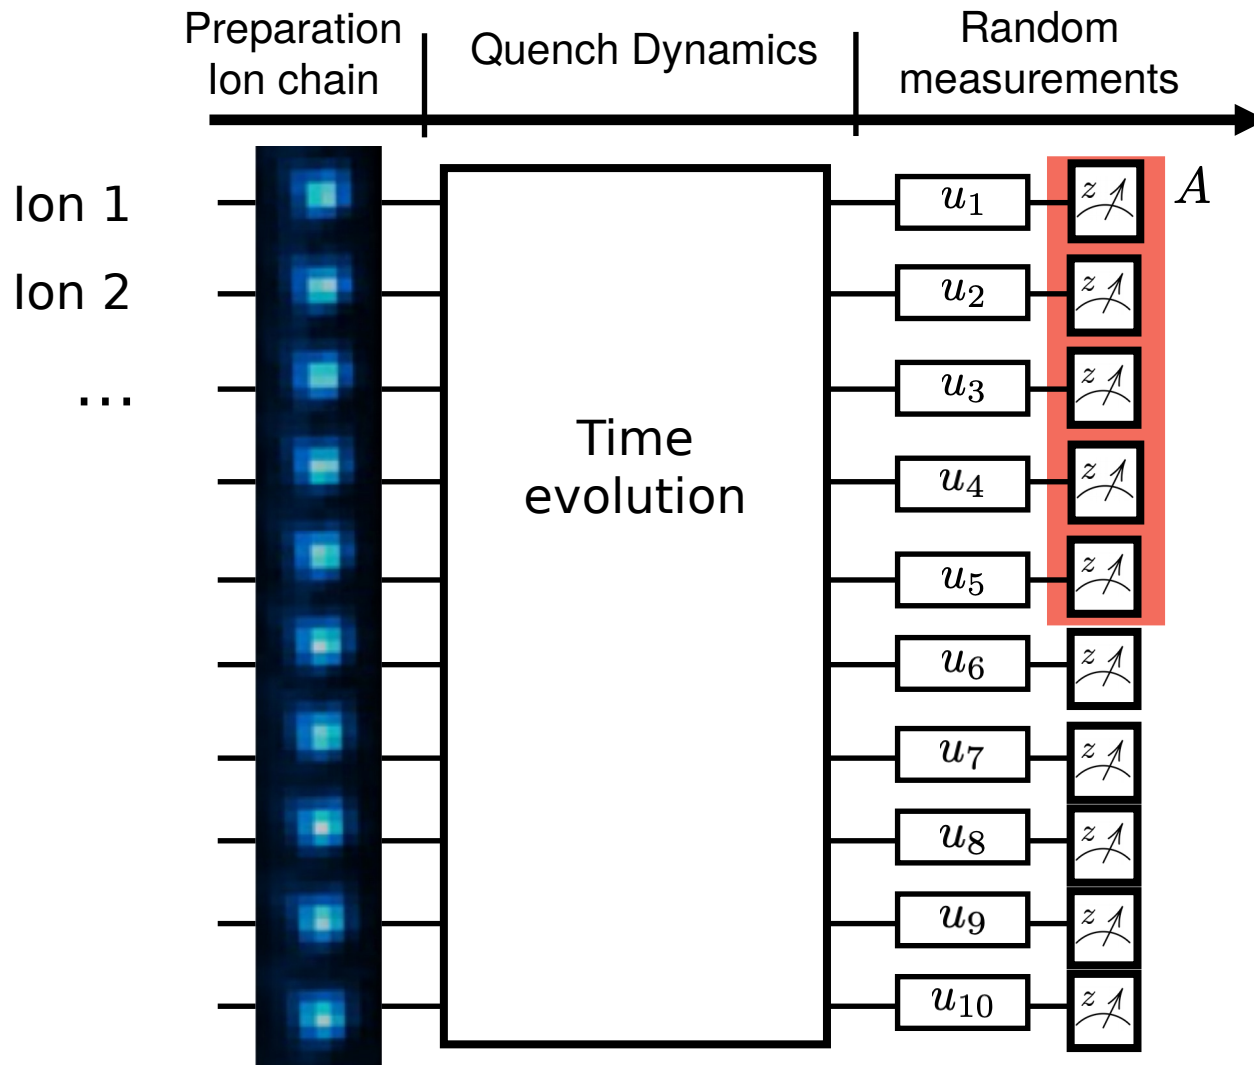 Preparation
Ion chain
Quench Dynamics
Random
measurements
Ion 1
Ion 2
...
Time
evolution
u₁
z
A
u₂
z
u₃
z
u₄
z
u₅
z
u₆
z
u₇
z
u₈
z
u₉
z
u₁₀
z